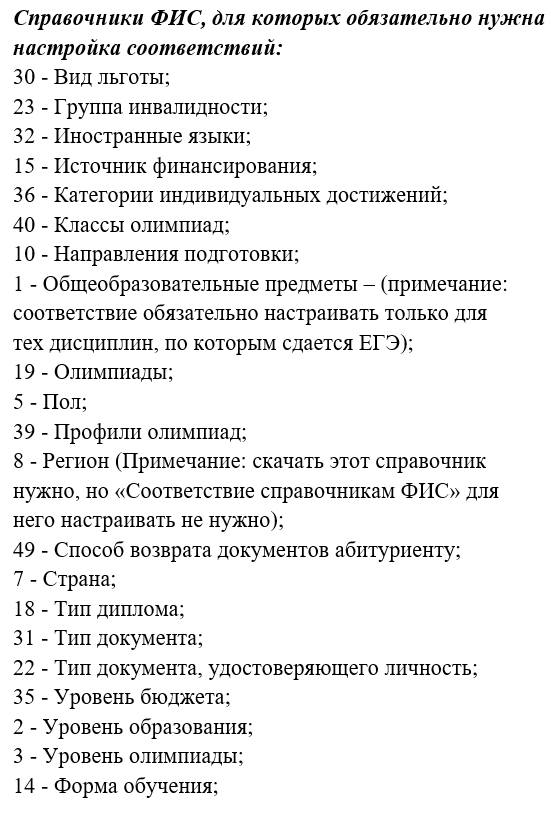 Справочники ФИС, для которых обязательно нужна
настройка соответствий:
30 - Вид льготы;
23 - Группа инвалидности;
32 - Иностранные языки;
15 - Источник финансирования;
36 - Категории индивидуальных достижений;
40 - Классы олимпиад;
10 - Направления подготовки;
1 - Общеобразовательные предметы – (примечание:
соответствие обязательно настраивать только для
тех дисциплин, по которым сдается ЕГЭ);
19 - Олимпиады;
5 - Пол;
39 - Профили олимпиад;
8 - Регион (Примечание: скачать этот справочник
нужно, но «Соответствие справочникам ФИС» для
него настраивать не нужно);
49 - Способ возврата документов абитуриенту;
7 - Страна;
18 - Тип диплома;
31 - Тип документа;
22 - Тип документа, удостоверяющего личность;
35 - Уровень бюджета;
2 - Уровень образования;
3 - Уровень олимпиады;
14 - Форма обучения;